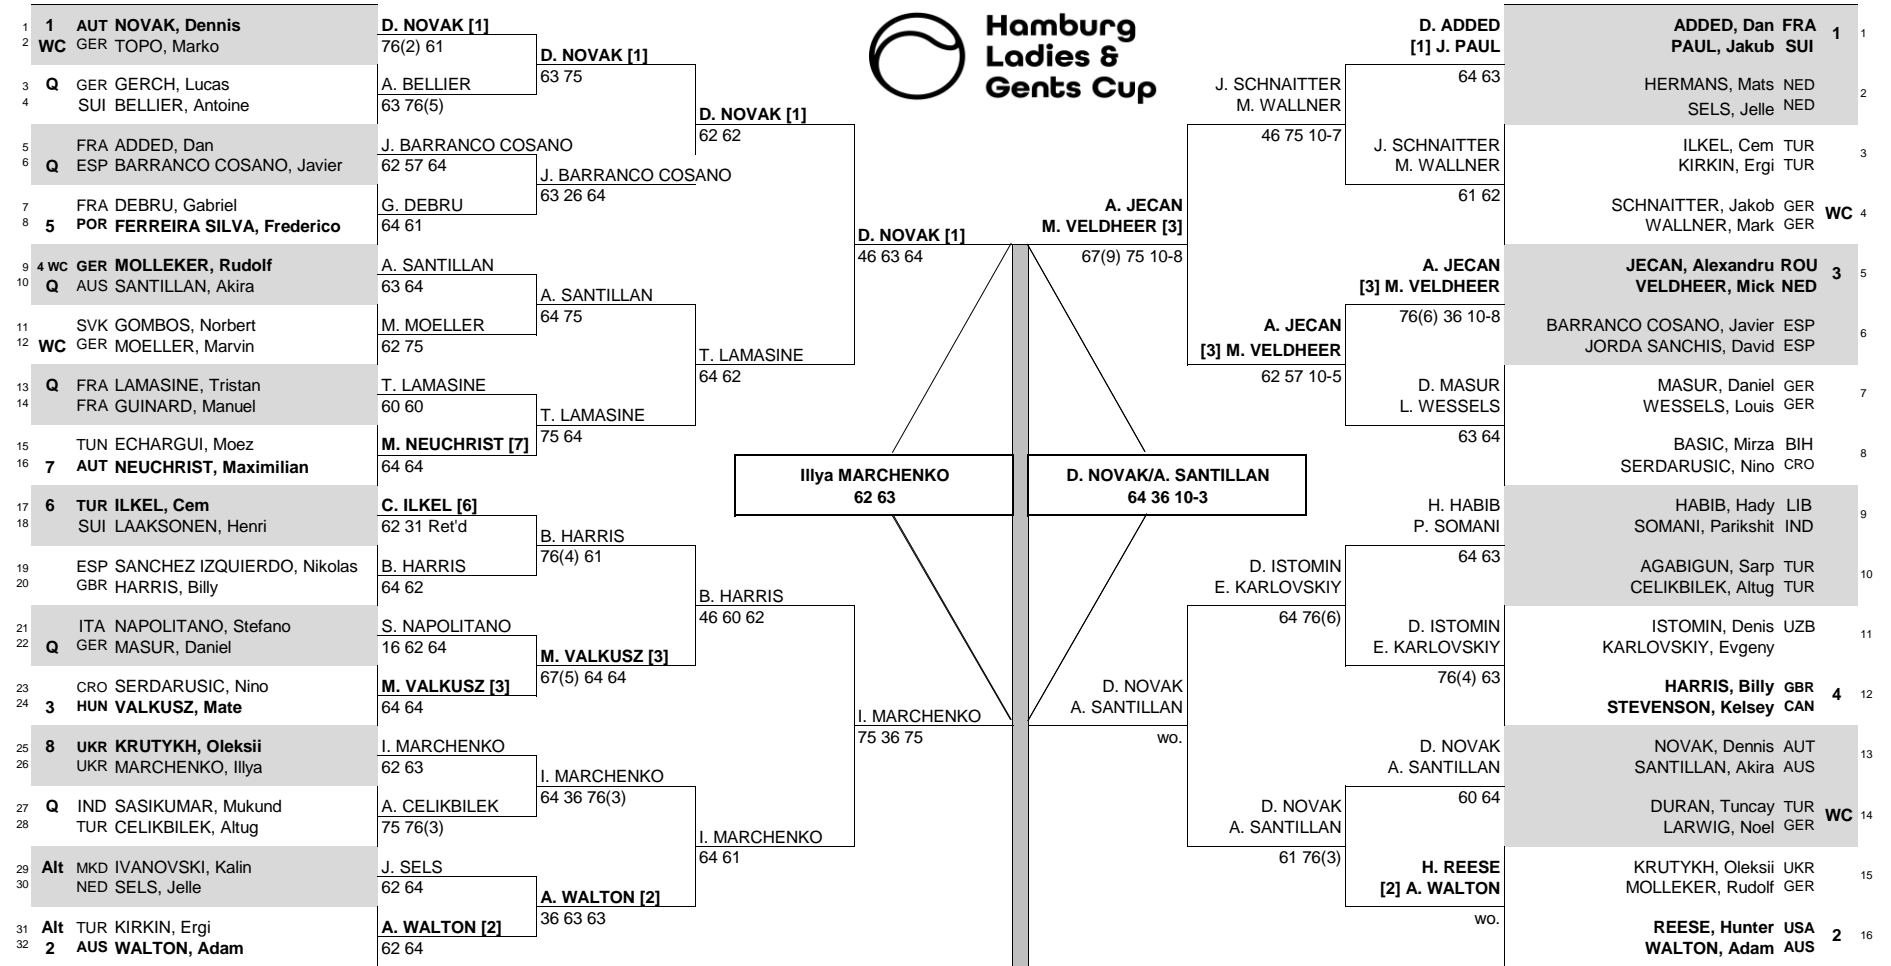 Hamburg
Ladies &
Gents Cup
1 1 AUT NOVAK, Dennis
2 WC GER TOPO, Marko
3 Q GER GERCH, Lucas
4 SUI BELLIER, Antoine
5 FRA ADDED, Dan
6 Q ESP BARRANCO COSANO, Javier
7 FRA DEBRU, Gabriel
8 5 POR FERREIRA SILVA, Frederico
9 4 WC GER MOLLEKER, Rudolf
10 Q AUS SANTILLAN, Akira
11 SVK GOMBOS, Norbert
12 WC GER MOELLER, Marvin
13 Q FRA LAMASINE, Tristan
14 FRA GUINARD, Manuel
15 TUN ECHARGUI, Moez
16 7 AUT NEUCHRIST, Maximilian
17 6 TUR ILKEL, Cem
18 SUI LAAKSONEN, Henri
19 ESP SANCHEZ IZQUIERDO, Nikolas
20 GBR HARRIS, Billy
21 ITA NAPOLITANO, Stefano
22 Q GER MASUR, Daniel
23 CRO SERDARUSIC, Nino
24 3 HUN VALKUSZ, Mate
25 8 UKR KRUTYKH, Oleksii
26 UKR MARCHENKO, Illya
27 Q IND SASIKUMAR, Mukund
28 TUR CELIKBILEK, Altug
29 Alt MKD IVANOVSKI, Kalin
30 NED SELS, Jelle
31 Alt TUR KIRKIN, Ergi
32 2 AUS WALTON, Adam
D. NOVAK [1]
76(2) 61
A. BELLIER
63 76(5)
J. BARRANCO COSANO
62 57 64
G. DEBRU
64 61
A. SANTILLAN
63 64
M. MOELLER
62 75
T. LAMASINE
60 60
M. NEUCHRIST [7]
64 64
C. ILKEL [6]
62 31 Ret'd
B. HARRIS
64 62
S. NAPOLITANO
16 62 64
M. VALKUSZ [3]
64 64
I. MARCHENKO
62 63
A. CELIKBILEK
75 76(3)
J. SELS
62 64
A. WALTON [2]
62 64
D. NOVAK [1]
63 75
J. BARRANCO COSANO
63 26 64
A. SANTILLAN
64 75
T. LAMASINE
75 64
B. HARRIS
76(4) 61
M. VALKUSZ [3]
67(5) 64 64
I. MARCHENKO
64 36 76(3)
A. WALTON [2]
36 63 63
D. NOVAK [1]
62 62
T. LAMASINE
64 62
B. HARRIS
46 60 62
I. MARCHENKO
64 61
D. NOVAK [1]
46 63 64
I. MARCHENKO
75 36 75
Illya MARCHENKO
62 63
D. NOVAK/A. SANTILLAN
64 36 10-3
A. JECAN
M. VELDHEER [3]
67(9) 75 10-8
D. NOVAK
A. SANTILLAN
wo.
J. SCHNAITTER
M. WALLNER
46 75 10-7
A. JECAN
[3] M. VELDHEER
62 57 10-5
D. ISTOMIN
E. KARLOVSKIY
64 76(6)
D. NOVAK
A. SANTILLAN
61 76(3)
D. ADDED
[1] J. PAUL
64 63
J. SCHNAITTER
M. WALLNER
61 62
A. JECAN
[3] M. VELDHEER
76(6) 36 10-8
D. MASUR
L. WESSELS
63 64
H. HABIB
P. SOMANI
64 63
D. ISTOMIN
E. KARLOVSKIY
76(4) 63
D. NOVAK
A. SANTILLAN
60 64
H. REESE
[2] A. WALTON
wo.
ADDED, Dan FRA
PAUL, Jakub SUI 1 1
HERMANS, Mats NED
SELS, Jelle NED 2
ILKEL, Cem TUR
KIRKIN, Ergi TUR 3
SCHNAITTER, Jakob GER
WALLNER, Mark GER WC 4
JECAN, Alexandru ROU
VELDHEER, Mick NED 3 5
BARRANCO COSANO, Javier ESP
JORDA SANCHIS, David ESP 6
MASUR, Daniel GER
WESSELS, Louis GER 7
BASIC, Mirza BIH
SERDARUSIC, Nino CRO 8
HABIB, Hady LIB
SOMANI, Parikshit IND 9
AGABIGUN, Sarp TUR
CELIKBILEK, Altug TUR 10
ISTOMIN, Denis UZB
KARLOVSKIY, Evgeny 11
HARRIS, Billy GBR
STEVENSON, Kelsey CAN 4 12
NOVAK, Dennis AUT
SANTILLAN, Akira AUS 13
DURAN, Tuncay TUR
LARWIG, Noel GER WC 14
KRUTYKH, Oleksii UKR
MOLLEKER, Rudolf GER 15
REESE, Hunter USA
WALTON, Adam AUS 2 16